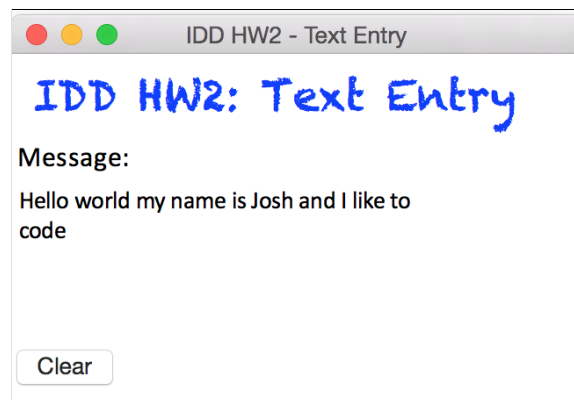 IDD HW2 - Text Entry
IDD HW2: Text Entry
Message:
Hello world my name is Josh and I like to
code
Clear